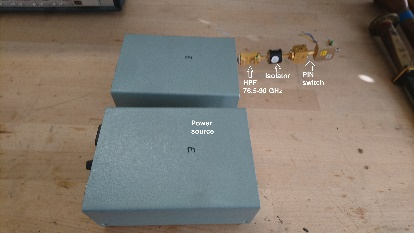 HPF
76.5-90 GHz
Isolator
PIN
switch
Power
source